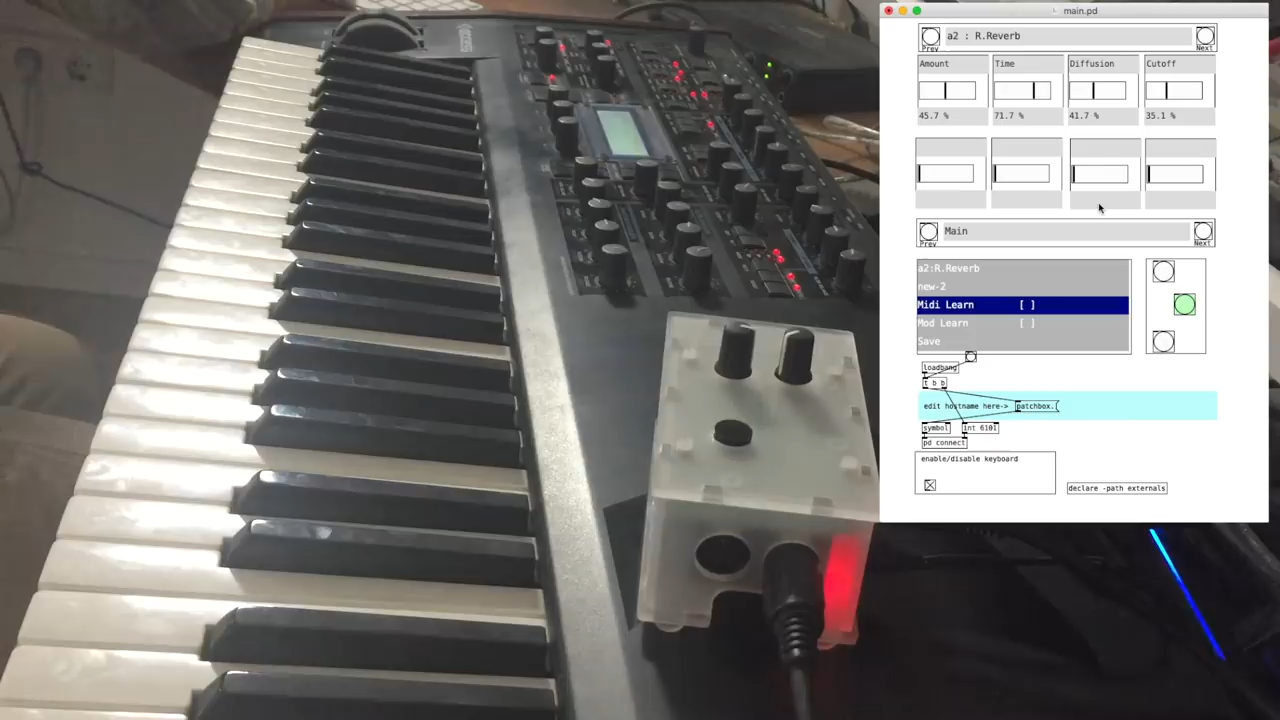 main.pd
a2 : R.Reverb
Prev
Next
Amount Time Diffusion Cutoff
45.7 % 71.7 % 41.7 % 35.1 %
Main
Prev
Next
a2:R.Reverb
new-2
Midi Learn [ ]
Mod Learn [ ]
Save
loadbang
t b b
edit hostname here-> patchbox.
symbol int 6101
pd connect
enable/disable keyboard
declare -path externals